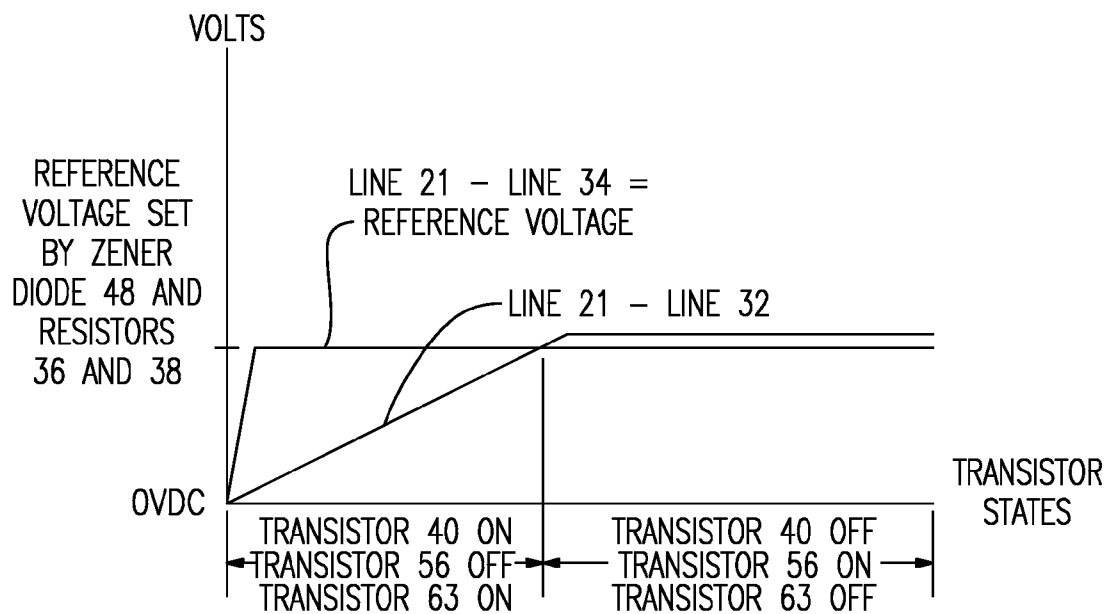 VOLTS
REFERENCE
VOLTAGE SET
BY ZENER
DIODE 48 AND
RESISTORS
36 AND 38
LINE 21 – LINE 34 =
REFERENCE VOLTAGE
LINE 21 – LINE 32
OVDC
TRANSISTOR
STATES
TRANSISTOR 40 ON
TRANSISTOR 56 OFF
TRANSISTOR 63 ON
TRANSISTOR 40 OFF
TRANSISTOR 56 ON
TRANSISTOR 63 OFF